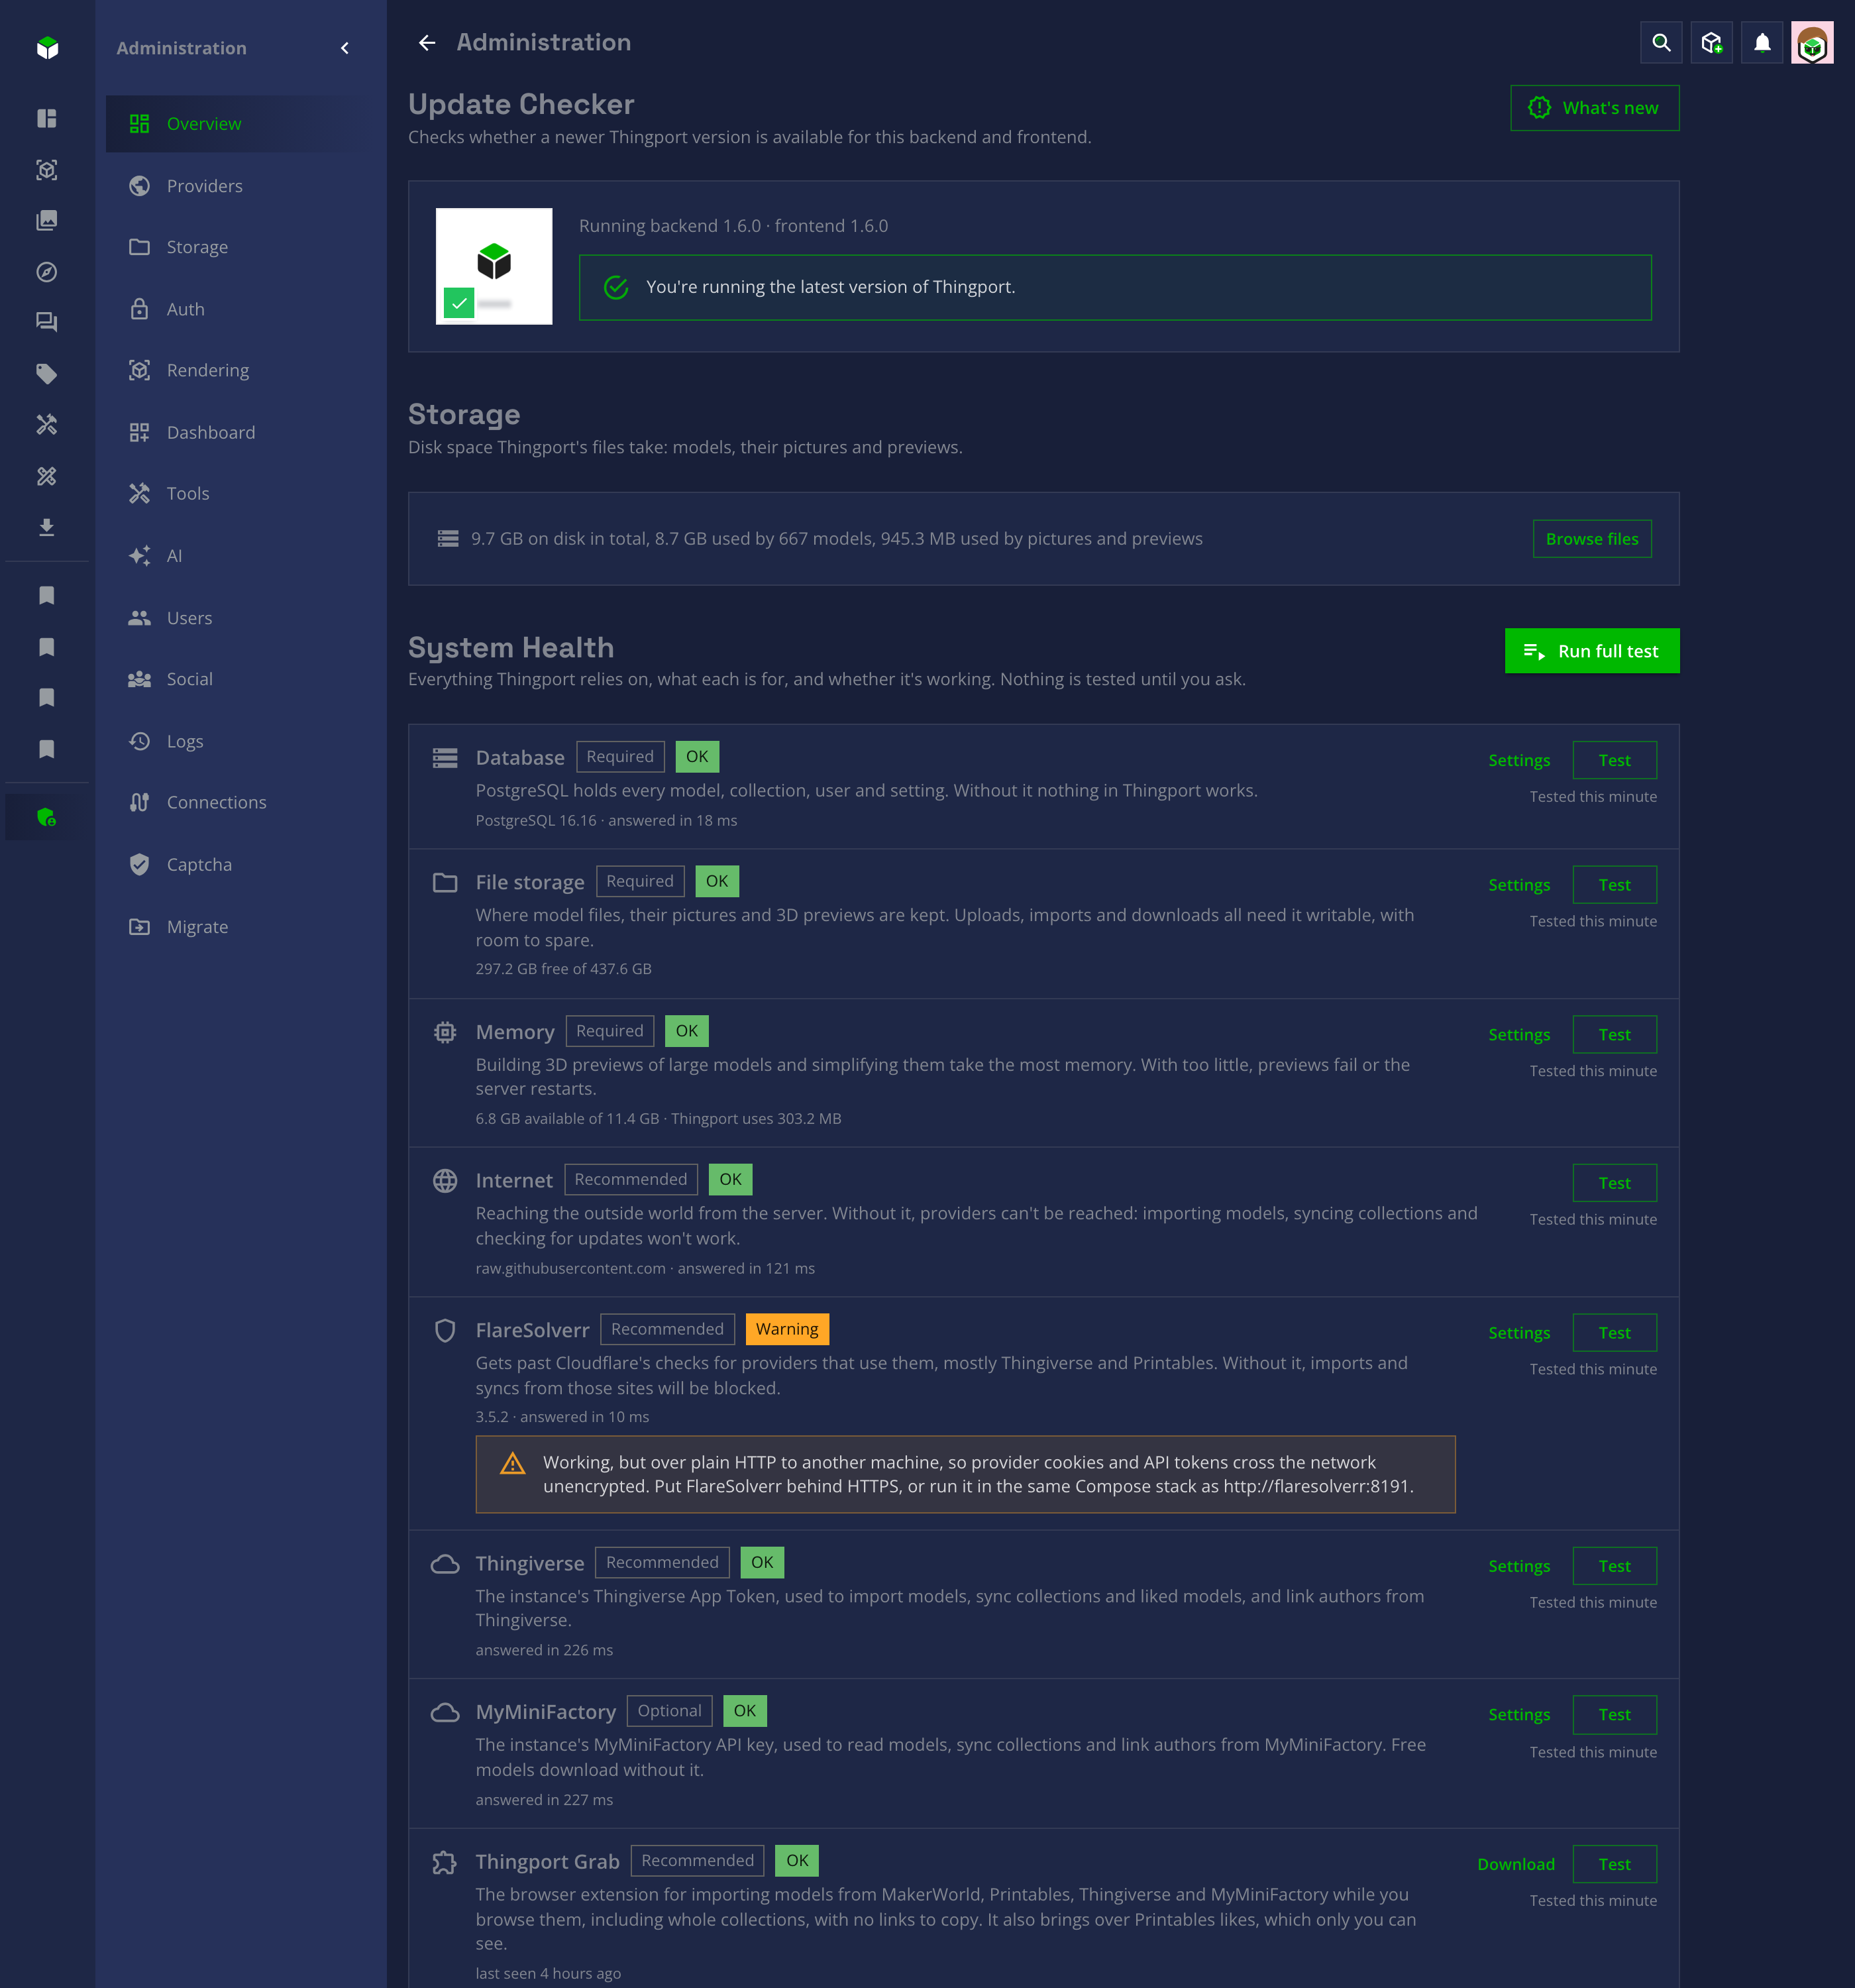 Administration
Overview
Providers
Storage
Auth
Rendering
Dashboard
Tools
AI
Users
Social
Logs
Connections
Captcha
Migrate
Administration
Update Checker
Checks whether a newer Thingport version is available for this backend and frontend.
What's new
Running backend 1.6.0 · frontend 1.6.0
You're running the latest version of Thingport.
Storage
Disk space Thingport's files take: models, their pictures and previews.
9.7 GB on disk in total, 8.7 GB used by 667 models, 945.3 MB used by pictures and previews
Browse files
System Health
Everything Thingport relies on, what each is for, and whether it's working. Nothing is tested until you ask.
Run full test
Database Required OK
PostgreSQL holds every model, collection, user and setting. Without it nothing in Thingport works.
PostgreSQL 16.16 · answered in 18 ms
Settings Test
Tested this minute
File storage Required OK
Where model files, their pictures and 3D previews are kept. Uploads, imports and downloads all need it writable, with
room to spare.
297.2 GB free of 437.6 GB
Settings Test
Tested this minute
Memory Required OK
Building 3D previews of large models and simplifying them take the most memory. With too little, previews fail or the
server restarts.
6.8 GB available of 11.4 GB · Thingport uses 303.2 MB
Settings Test
Tested this minute
Internet Recommended OK
Reaching the outside world from the server. Without it, providers can't be reached: importing models, syncing collections and
checking for updates won't work.
raw.githubusercontent.com · answered in 121 ms
Test
Tested this minute
FlareSolverr Recommended Warning
Gets past Cloudflare's checks for providers that use them, mostly Thingiverse and Printables. Without it, imports and
syncs from those sites will be blocked.
3.5.2 · answered in 10 ms
Working, but over plain HTTP to another machine, so provider cookies and API tokens cross the network
unencrypted. Put FlareSolverr behind HTTPS, or run it in the same Compose stack as http://flaresolverr:8191.
Settings Test
Tested this minute
Thingiverse Recommended OK
The instance's Thingiverse App Token, used to import models, sync collections and liked models, and link authors from
Thingiverse.
answered in 226 ms
Settings Test
Tested this minute
MyMiniFactory Optional OK
The instance's MyMiniFactory API key, used to read models, sync collections and link authors from MyMiniFactory. Free
models download without it.
answered in 227 ms
Settings Test
Tested this minute
Thingport Grab Recommended OK
The browser extension for importing models from MakerWorld, Printables, Thingiverse and MyMiniFactory while you
browse them, including whole collections, with no links to copy. It also brings over Printables likes, which only you can
see.
last seen 4 hours ago
Download Test
Tested this minute